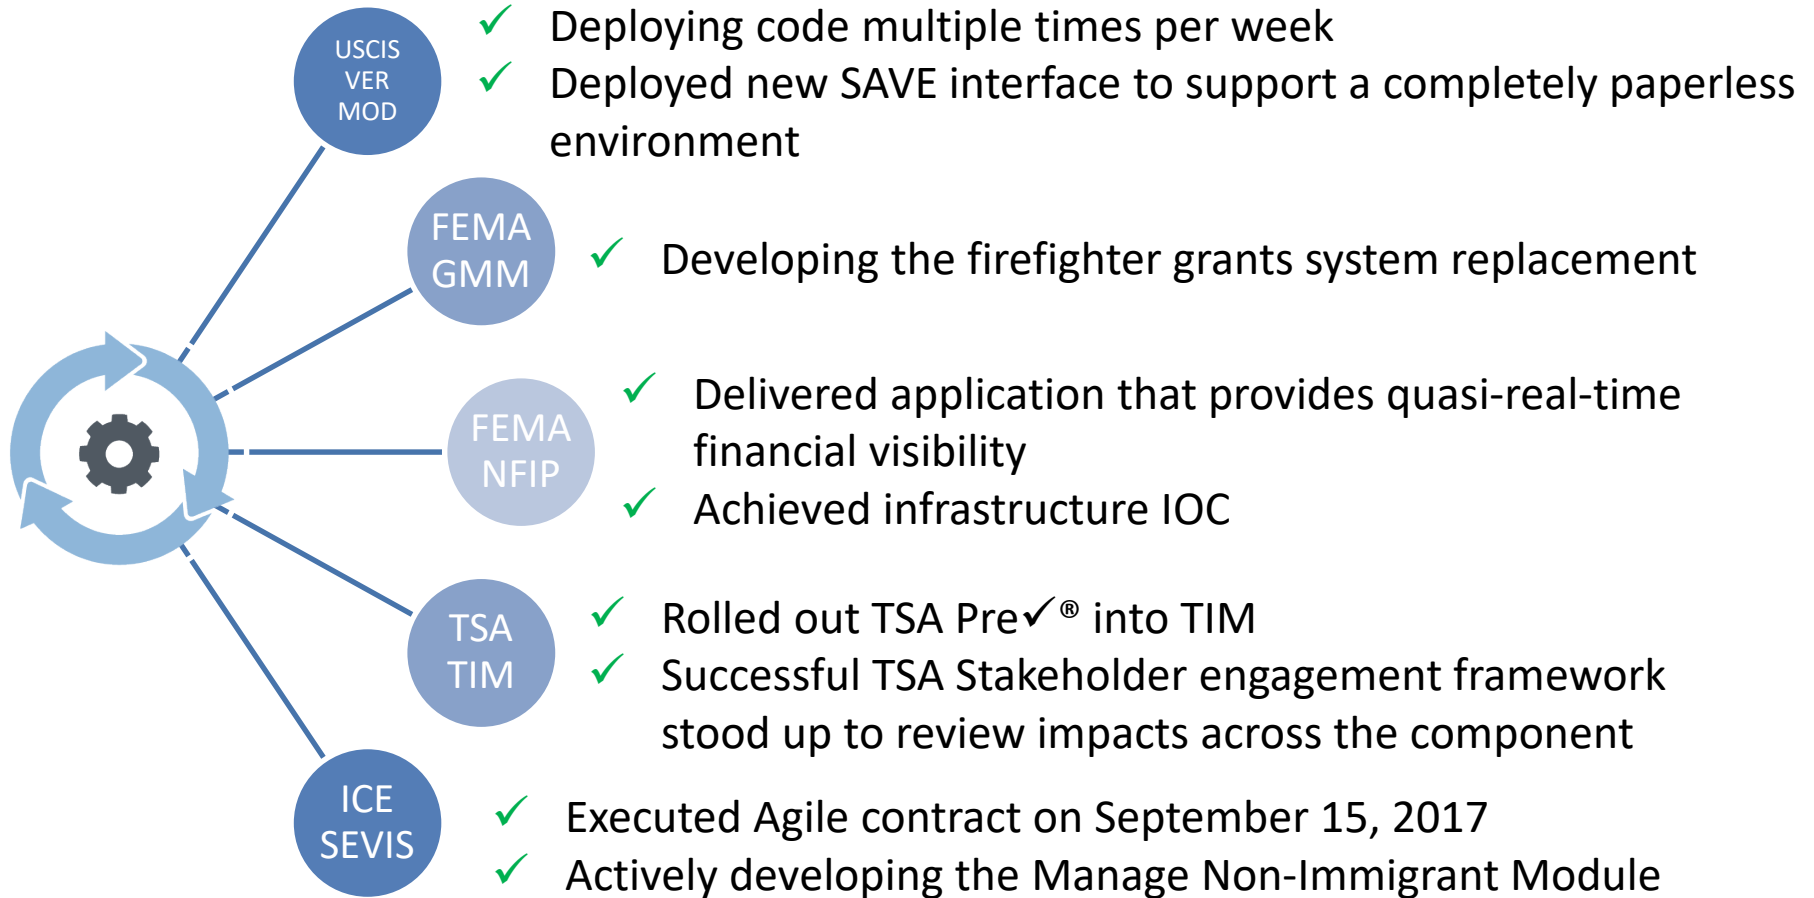 USCIS
VER
MOD
✓ Deploying code multiple times per week
✓ Deployed new SAVE interface to support a completely paperless
environment
FEMA
GMM
✓ Developing the firefighter grants system replacement
FEMA
NFIP
✓ Delivered application that provides quasi-real-time
financial visibility
✓ Achieved infrastructure IOC
TSA
TIM
✓ Rolled out TSA Pre✓® into TIM
✓ Successful TSA Stakeholder engagement framework
stood up to review impacts across the component
ICE
SEVIS
✓ Executed Agile contract on September 15, 2017
✓ Actively developing the Manage Non-Immigrant Module